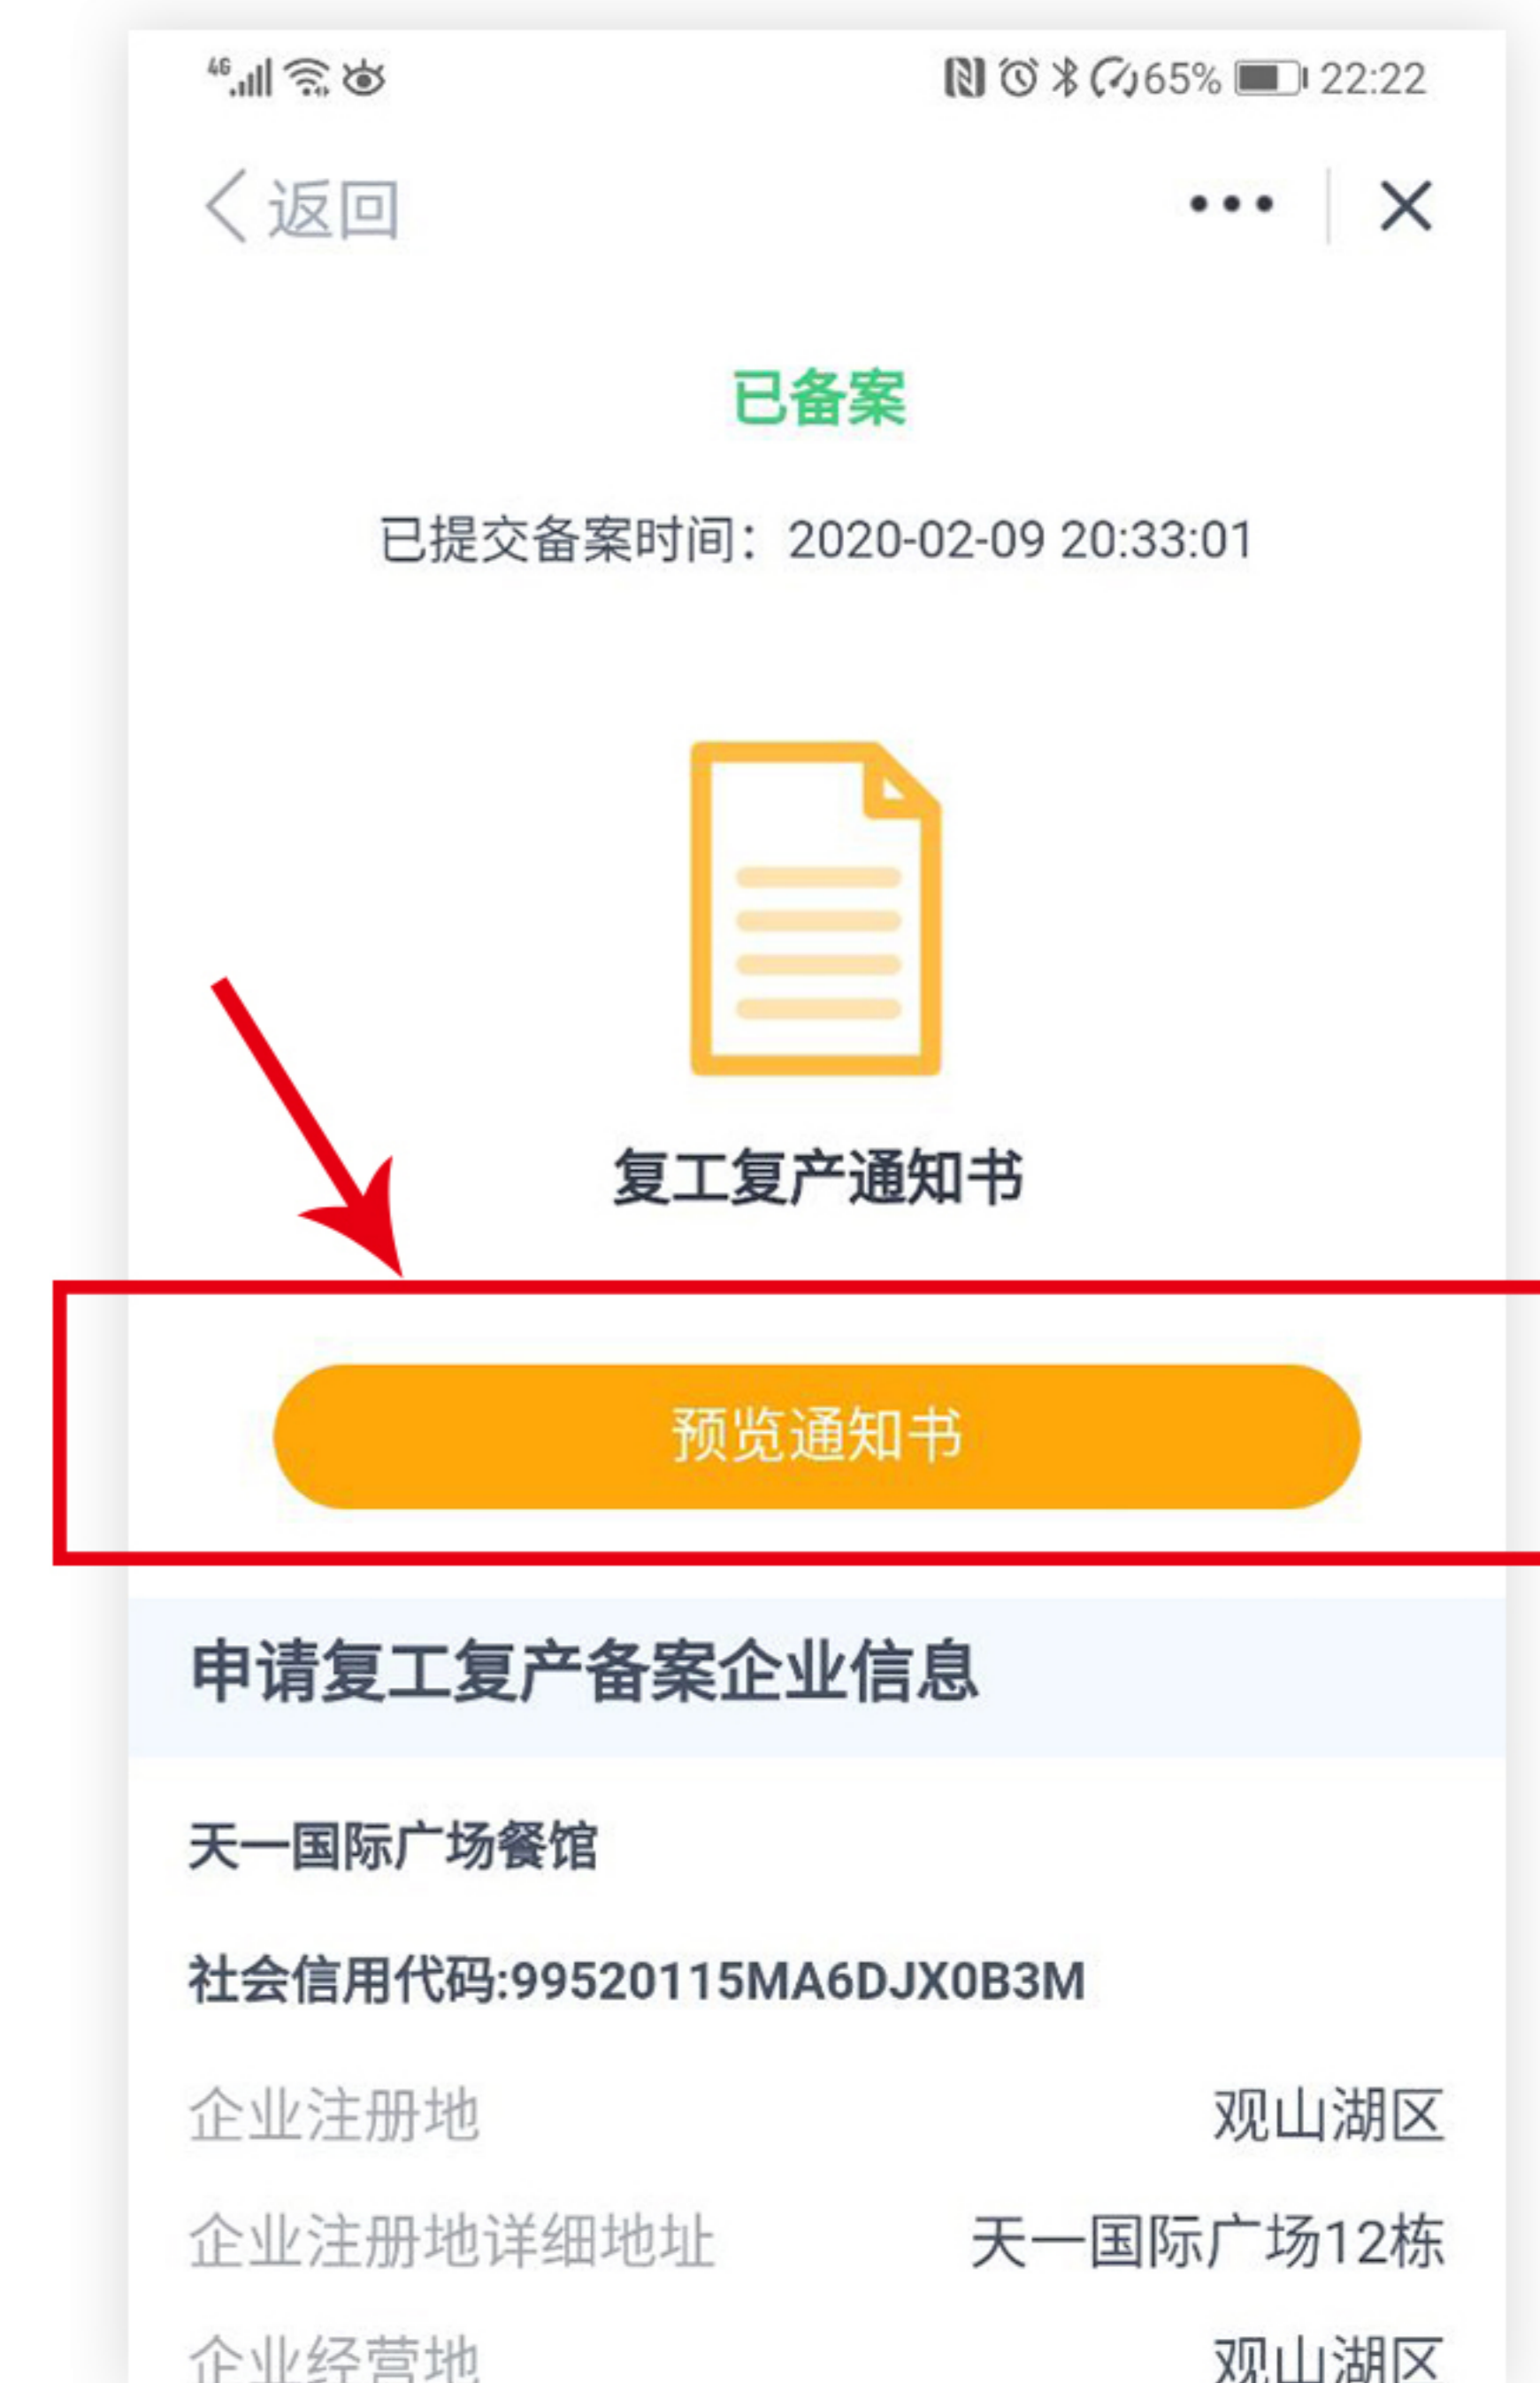 4G 65% 22:22
返回
已备案
已提交备案时间：2020-02-09 20:33:01
复工复产通知书
预览通知书
申请复工复产备案企业信息
天一国际广场餐馆
社会信用代码:99520115MA6DJX0B3M
企业注册地 观山湖区
企业注册地详细地址 天一国际广场12栋
企业经营地 观山湖区